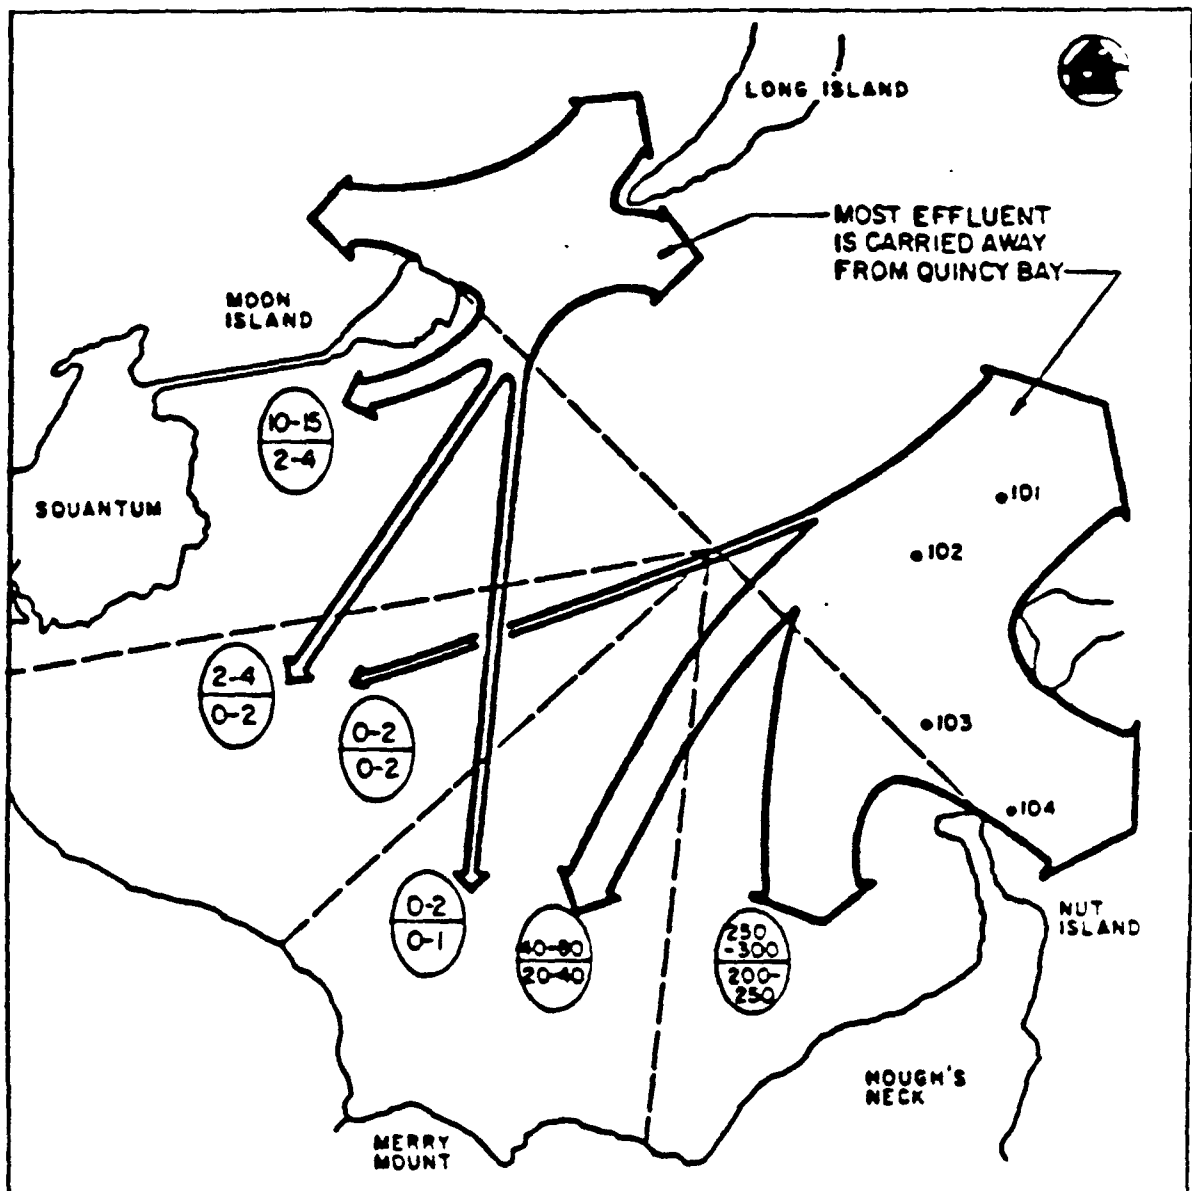 LONG ISLAND
MOST EFFLUENT
IS CARRIED AWAY
FROM QUINCY BAY
MOON
ISLAND
10-15
2-4
SQUANTUM
101
102
2-4
0-2
0-2
0-2
103
104
0-2
0-1
20-40
250
-300
200-
250
NUT
ISLAND
HOUGH'S
NECK
MERRY
MOUNT